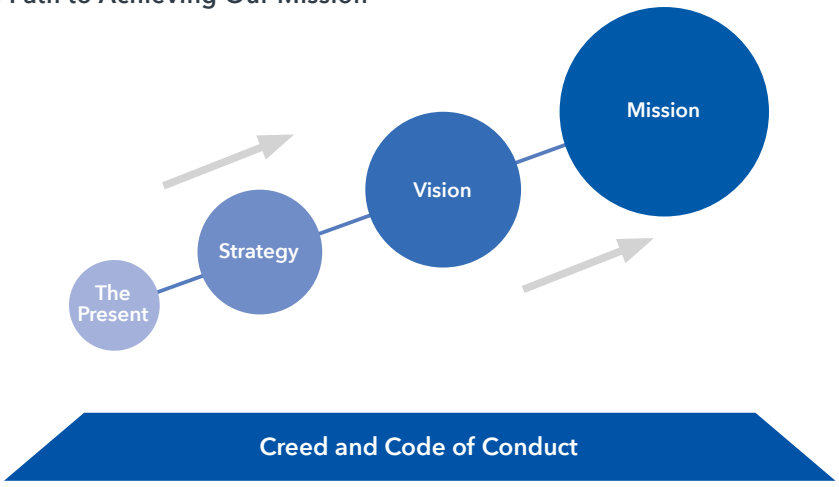 Path to Achieving Our Mission
Mission
Vision
Strategy
The
Present
Creed and Code of Conduct